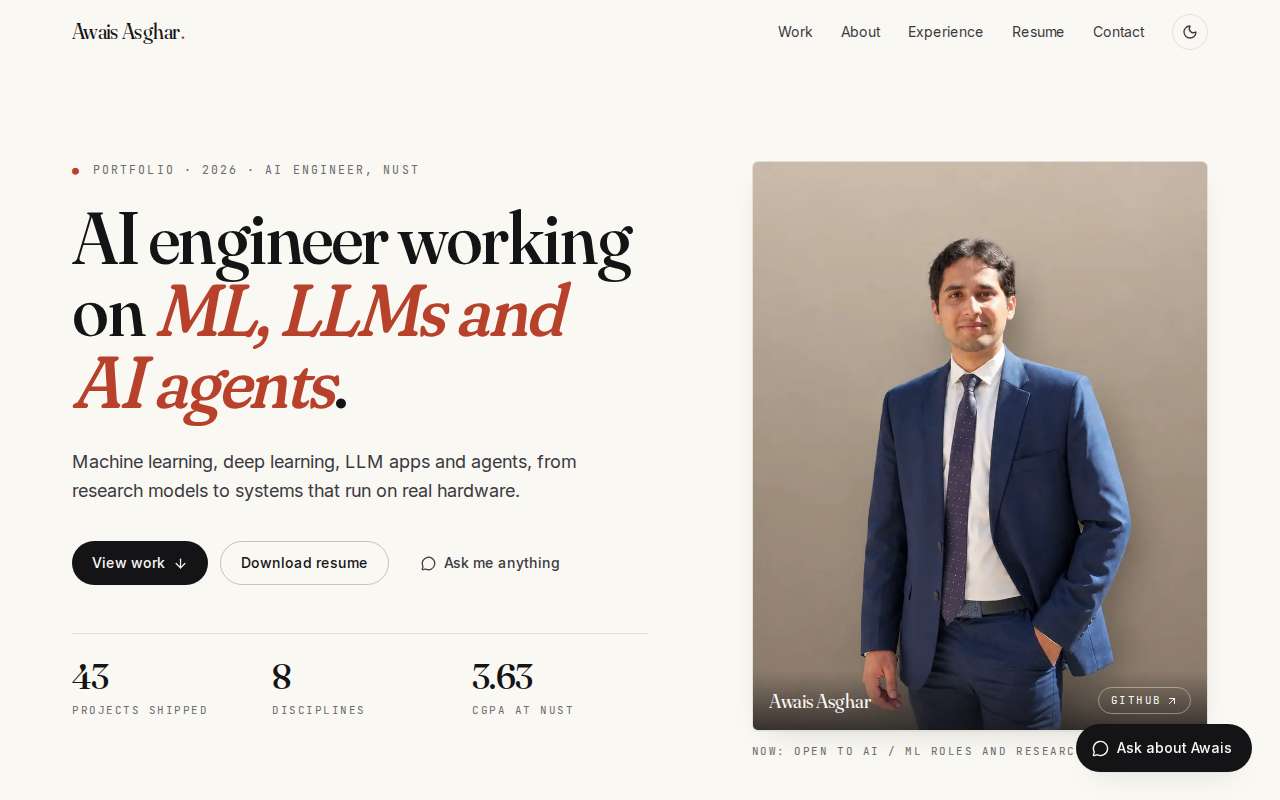 Awais Asghar.
Work
About
Experience
Resume
Contact
PORTFOLIO · 2026 · AI ENGINEER, NUST
AI engineer working
on ML, LLMs and
AI agents.
Machine learning, deep learning, LLM apps and agents, from
research models to systems that run on real hardware.
View work
Download resume
Ask me anything
43
PROJECTS SHIPPED
8
DISCIPLINES
3.63
CGPA AT NUST
Awais Asghar
GITHUB
NOW: OPEN TO AI / ML ROLES AND
Ask about Awais